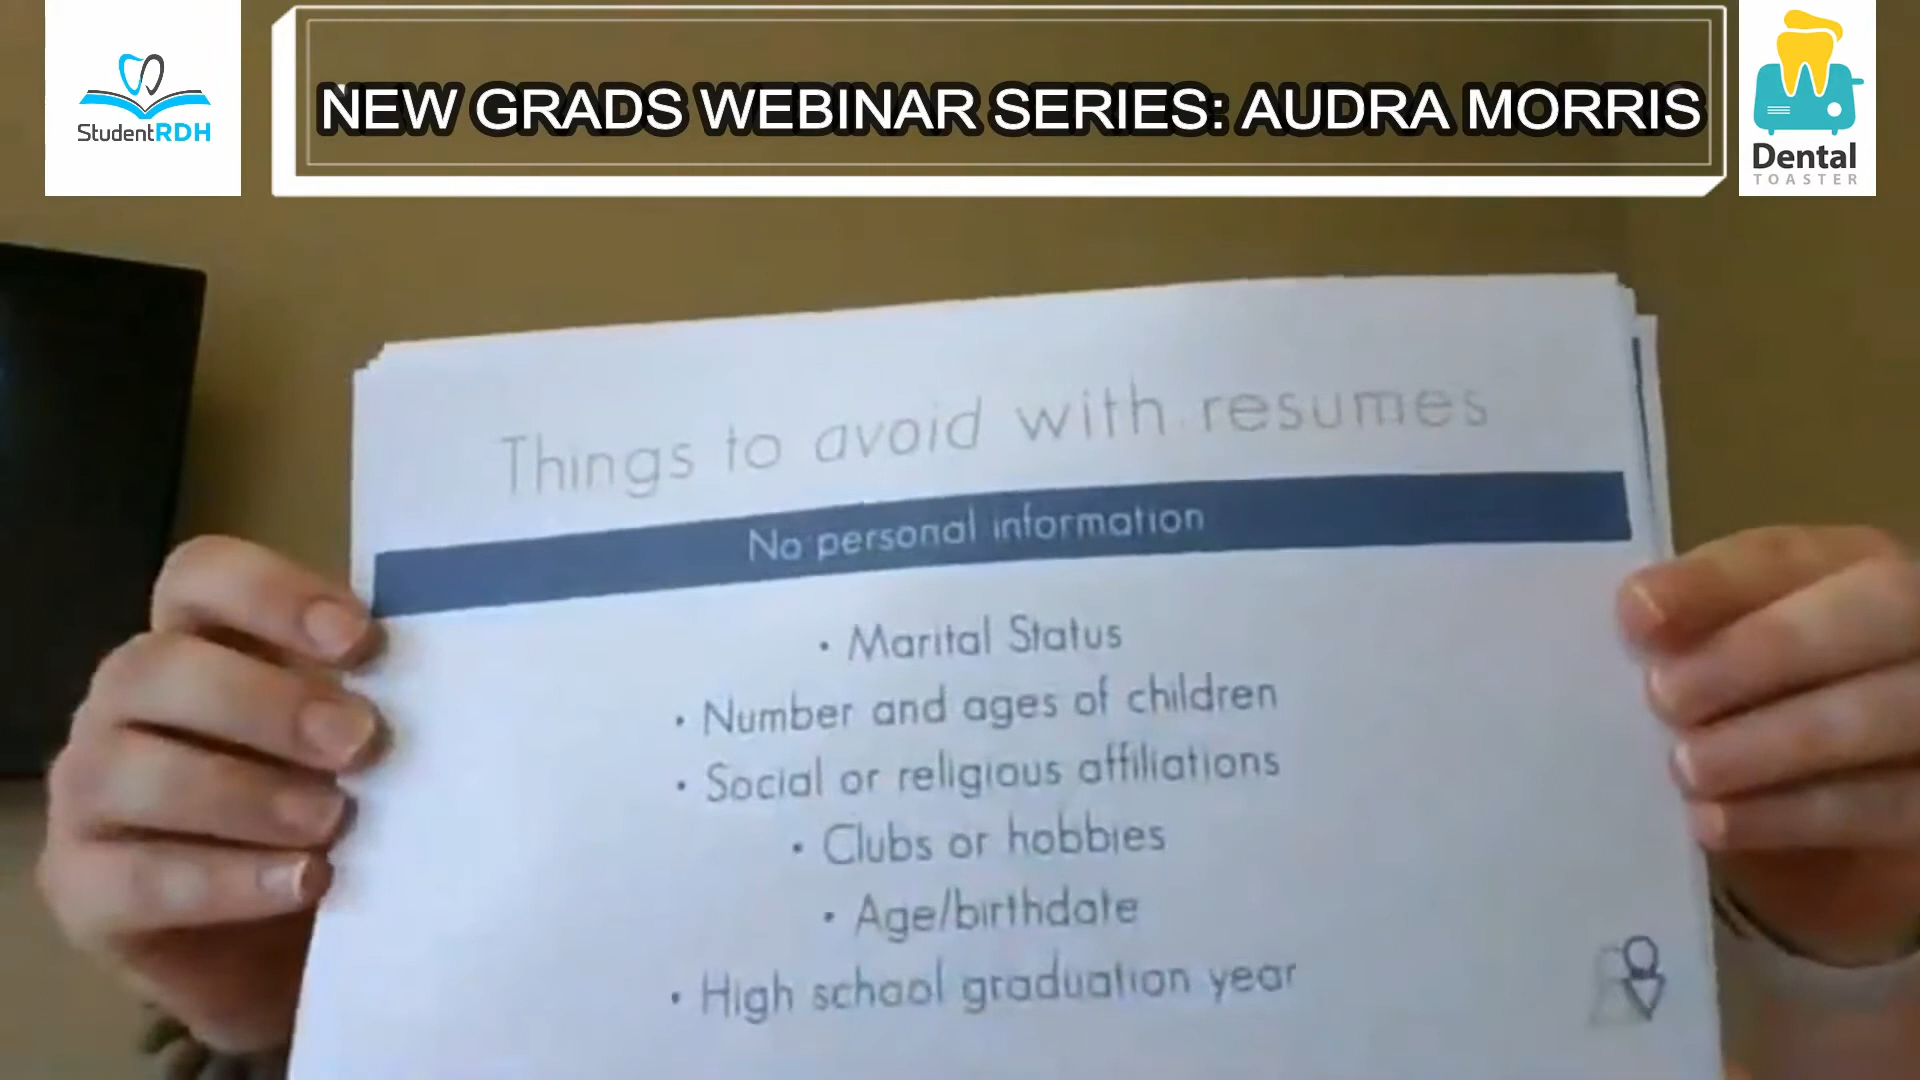 StudentRDH
NEW GRADS WEBINAR SERIES: AUDRA MORRIS
Dental
TOASTER
Things to avoid with resumes
No personal information
• Marital Status
• Number and ages of children
• Social or religious affiliations
• Clubs or hobbies
• Age/birthdate
• High school graduation year